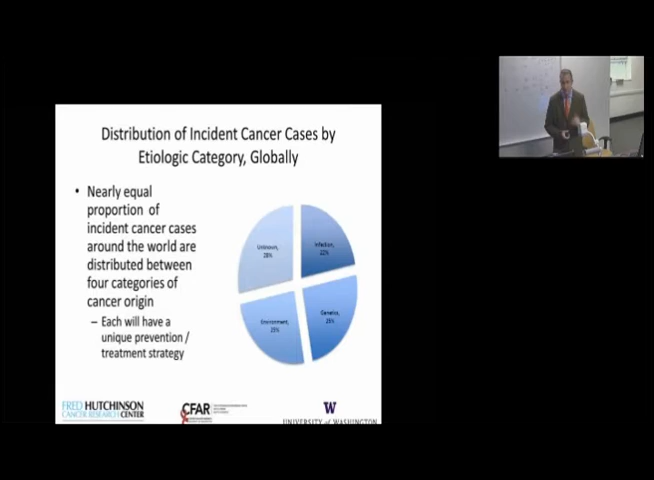 Distribution of Incident Cancer Cases by
Etiologic Category, Globally
• Nearly equal
proportion of
incident cancer cases
around the world are
distributed between
four categories of
cancer origin
– Each will have a
unique prevention /
treatment strategy
Unknown,
28%
Infection,
22%
Environment,
25%
Genetics,
25%
FRED HUTCHINSON
CANCER RESEARCH CENTER
CFAR
W
UNIVERSITY of WASHINGTON